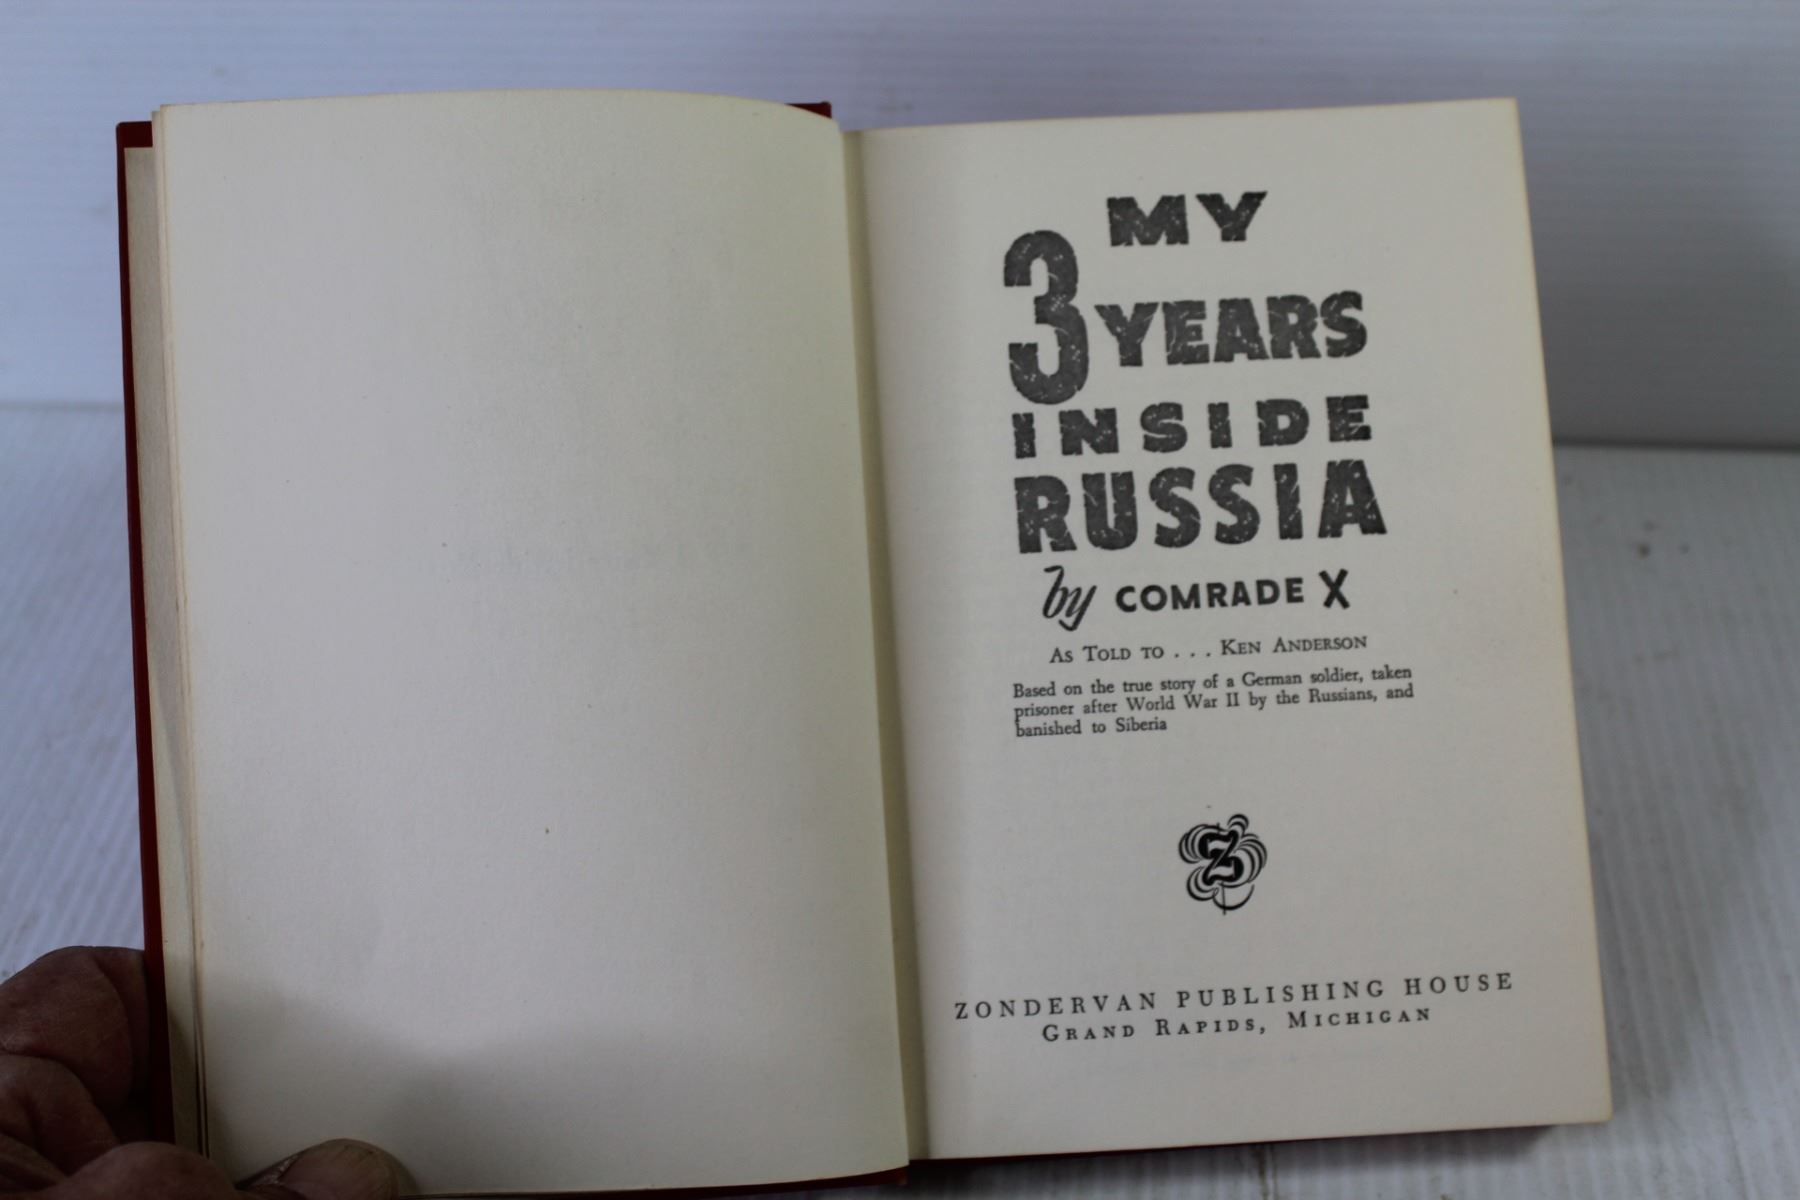 MY
3 YEARS
INSIDE
RUSSIA
by COMRADE X
AS TOLD TO . . . KEN ANDERSON
Based on the true story of a German soldier, taken
prisoner after World War II by the Russians, and
banished to Siberia
Z
ZONDERVAN PUBLISHING HOUSE
GRAND RAPIDS, MICHIGAN